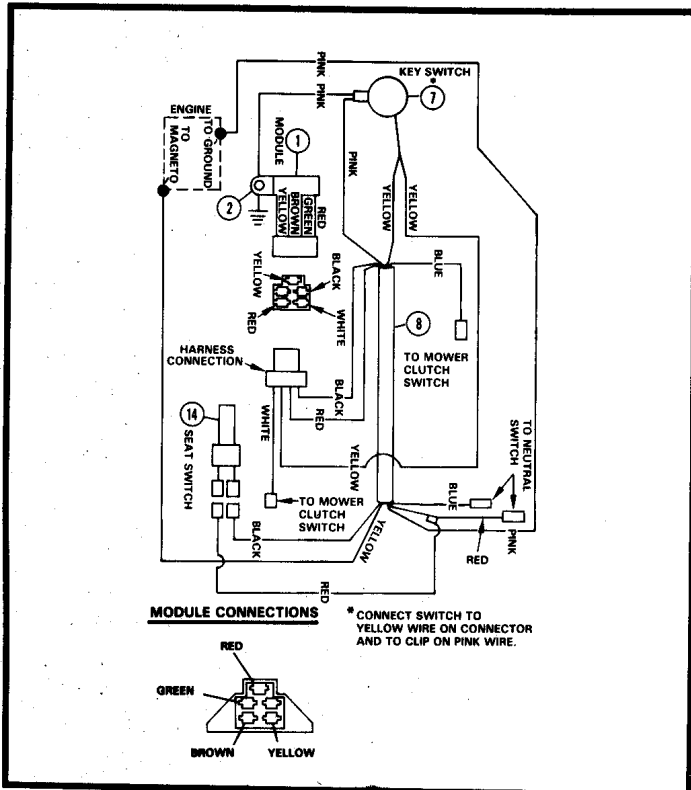 PINK
PINK
KEY SWITCH
*
7
ENGINE
TO GROUND
TO
MAGNETO
MODULE
1
2
RED
GREEN
BROWN
YELLOW
PINK
YELLOW
YELLOW
BLUE
YELLOW
BLACK
RED
WHITE
8
TO MOWER
CLUTCH
SWITCH
HARNESS
CONNECTION
BLACK
RED
WHITE
YELLOW
14
SEAT SWITCH
TO MOWER
CLUTCH
SWITCH
TO NEUTRAL
SWITCH
BLUE
PINK
RED
BLACK
YELLOW
RED
MODULE CONNECTIONS
* CONNECT SWITCH TO
YELLOW WIRE ON CONNECTOR
AND TO CLIP ON PINK WIRE.
RED
GREEN
BROWN
YELLOW